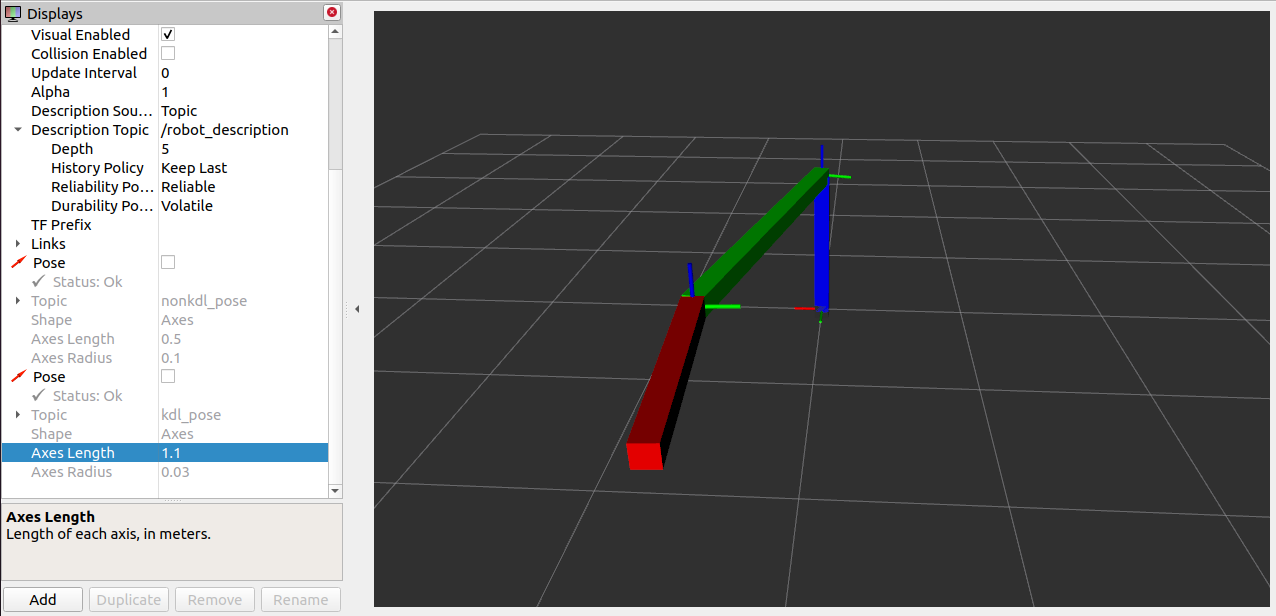 Displays
Visual Enabled ✓
Collision Enabled
Update Interval 0
Alpha 1
Description Sou... Topic
Description Topic /robot_description
Depth 5
History Policy Keep Last
Reliability Po... Reliable
Durability Po... Volatile
TF Prefix
Links
Pose
✓ Status: Ok
Topic nonkdl_pose
Shape Axes
Axes Length 0.5
Axes Radius 0.1
Pose
✓ Status: Ok
Topic kdl_pose
Shape Axes
Axes Length 1.1
Axes Radius 0.03
Axes Length
Length of each axis, in meters.
Add Duplicate Remove Rename